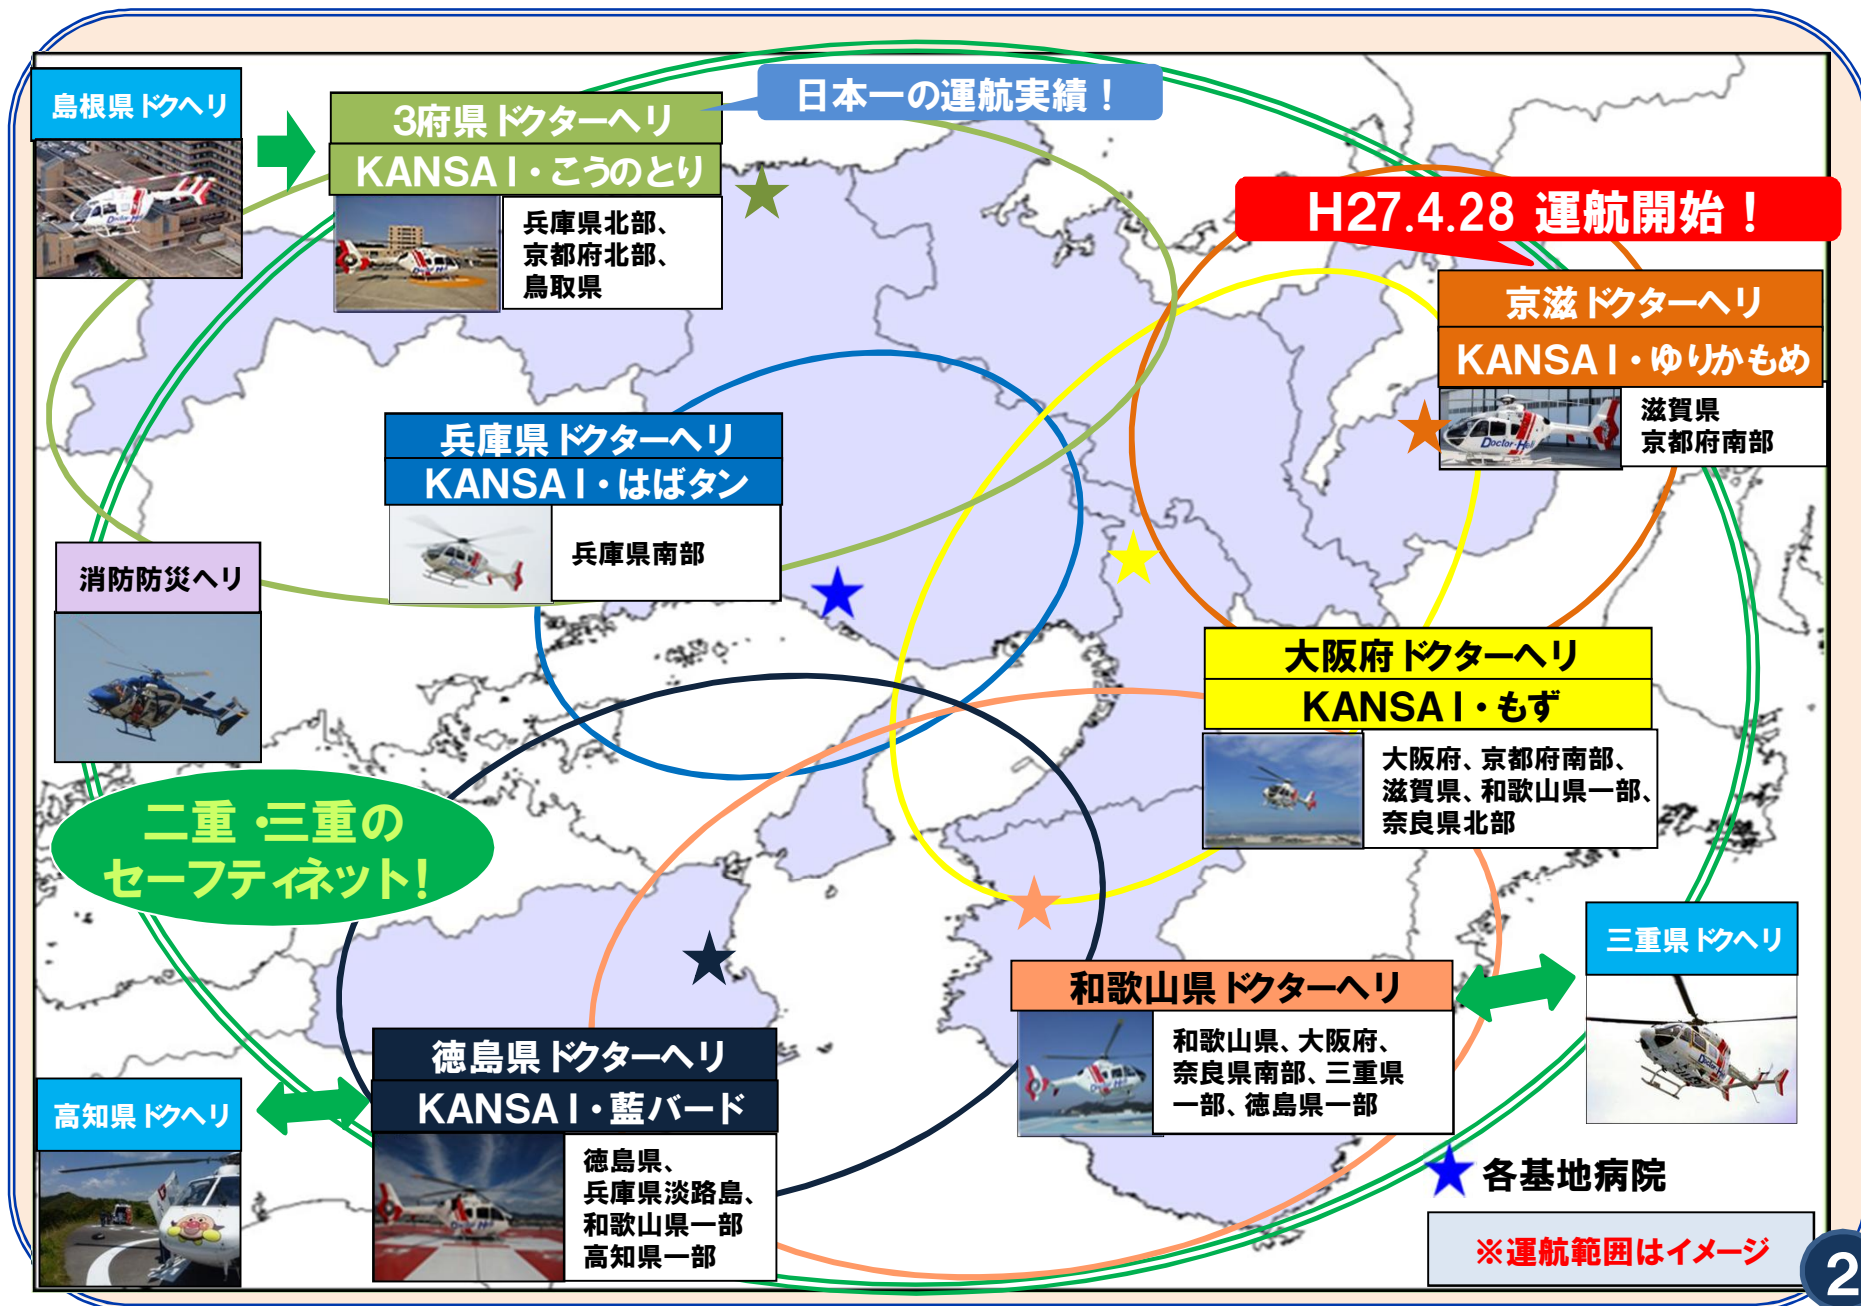 島根県ドクヘリ
3府県ドクターヘリ
KANSAI・こうのとり
兵庫県北部、
京都府北部、
鳥取県
日本一の運航実績！
H27.4.28 運航開始！
京滋ドクターヘリ
KANSAI・ゆりかもめ
滋賀県
京都府南部
兵庫県ドクターヘリ
KANSAI・はばタン
兵庫県南部
消防防災ヘリ
大阪府ドクターヘリ
KANSAI・もず
大阪府、京都府南部、
滋賀県、和歌山県一部、
奈良県北部
二重・三重の
セーフティネット！
三重県ドクヘリ
和歌山県ドクターヘリ
和歌山県、大阪府、
奈良県南部、三重県
一部、徳島県一部
徳島県ドクターヘリ
KANSAI・藍バード
徳島県、
兵庫県淡路島、
和歌山県一部
高知県一部
高知県ドクヘリ
各基地病院
※運航範囲はイメージ
2